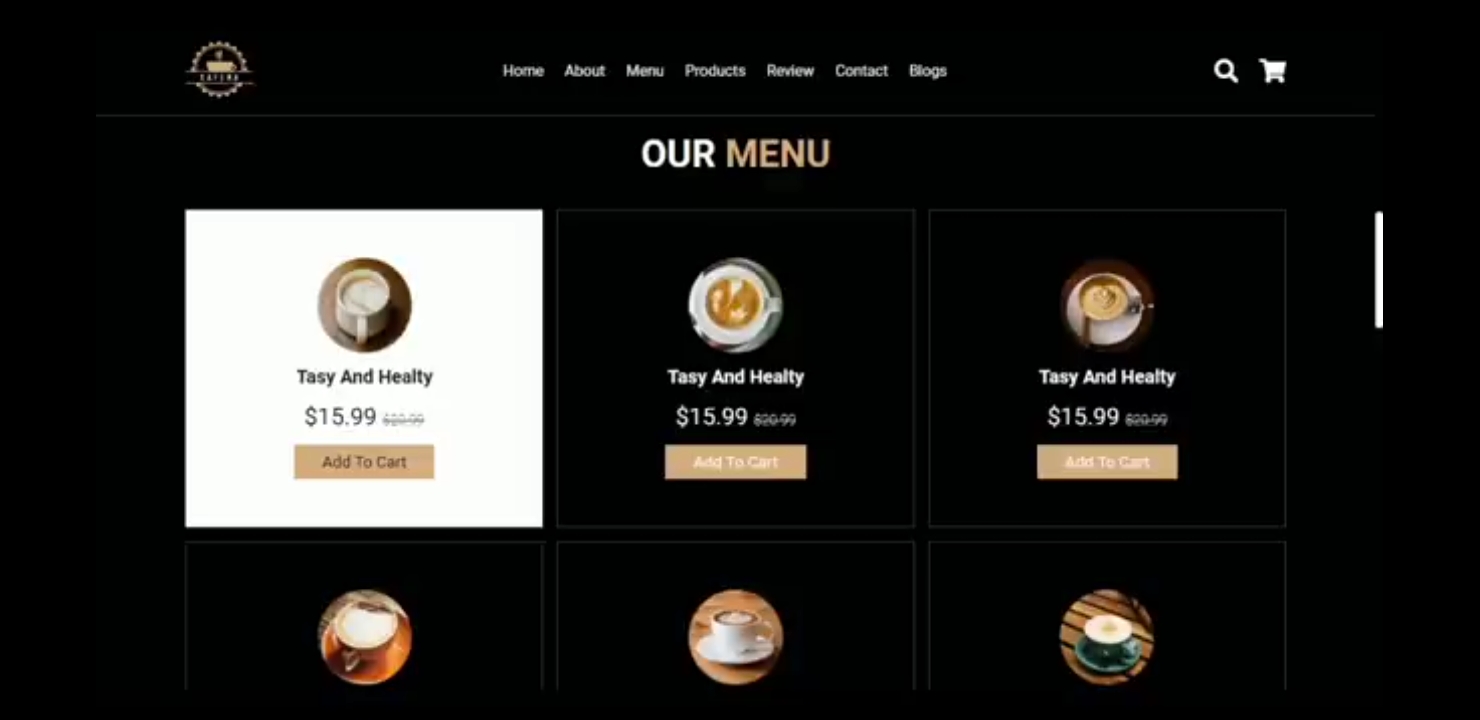 Home About Menu Products Review Contact Blogs
OUR MENU
Tasy And Healty
$15.99 $20.99
Add To Cart
Tasy And Healty
$15.99 $20.99
Add To Cart
Tasy And Healty
$15.99 $20.99
Add To Cart